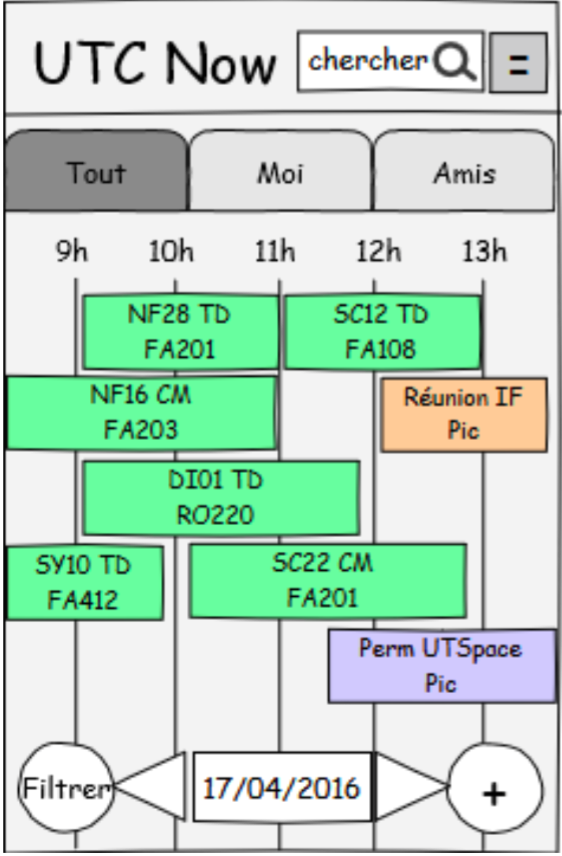 UTC Now
chercher
=
Tout
Moi
Amis
9h 10h 11h 12h 13h
NF28 TD
FA201
SC12 TD
FA108
NF16 CM
FA203
Réunion IF
Pic
DI01 TD
RO220
SY10 TD
FA412
SC22 CM
FA201
Perm UTSpace
Pic
Filtrer
17/04/2016
+